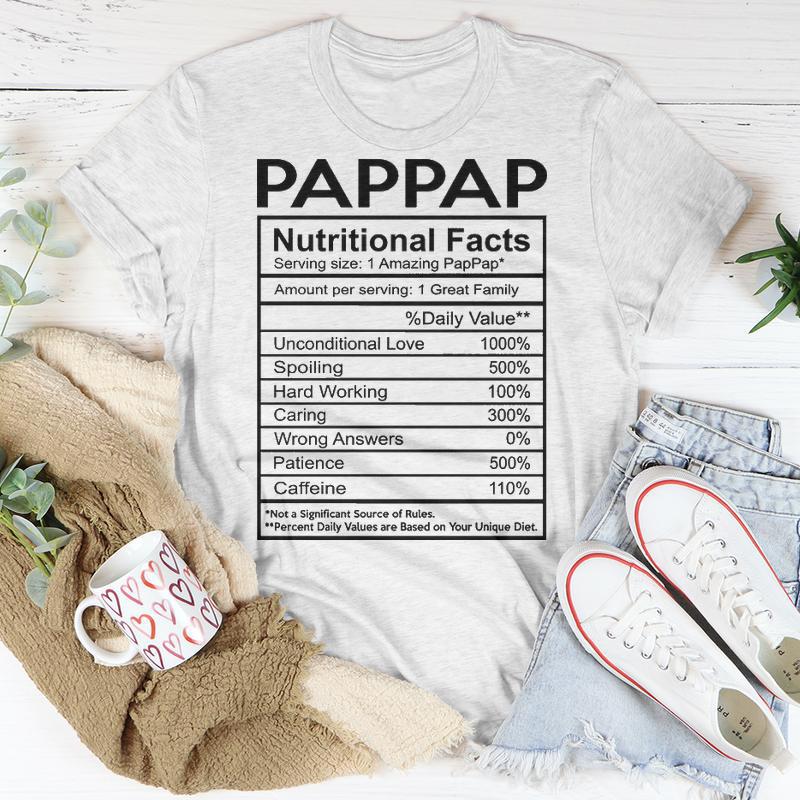 PAPPAP
Nutritional Facts
Serving size: 1 Amazing PapPap*
Amount per serving: 1 Great Family
%Daily Value**
Unconditional Love 1000%
Spoiling 500%
Hard Working 100%
Caring 300%
Wrong Answers 0%
Patience 500%
Caffeine 110%
*Not a Significant Source of Rules.
**Percent Daily Values are Based on Your Unique Diet.